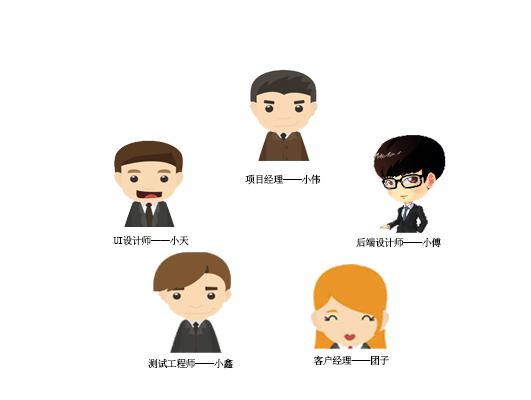 项目经理——小伟
UI设计师——小天
后端设计师——小傅
测试工程师——小鑫
客户经理——团子